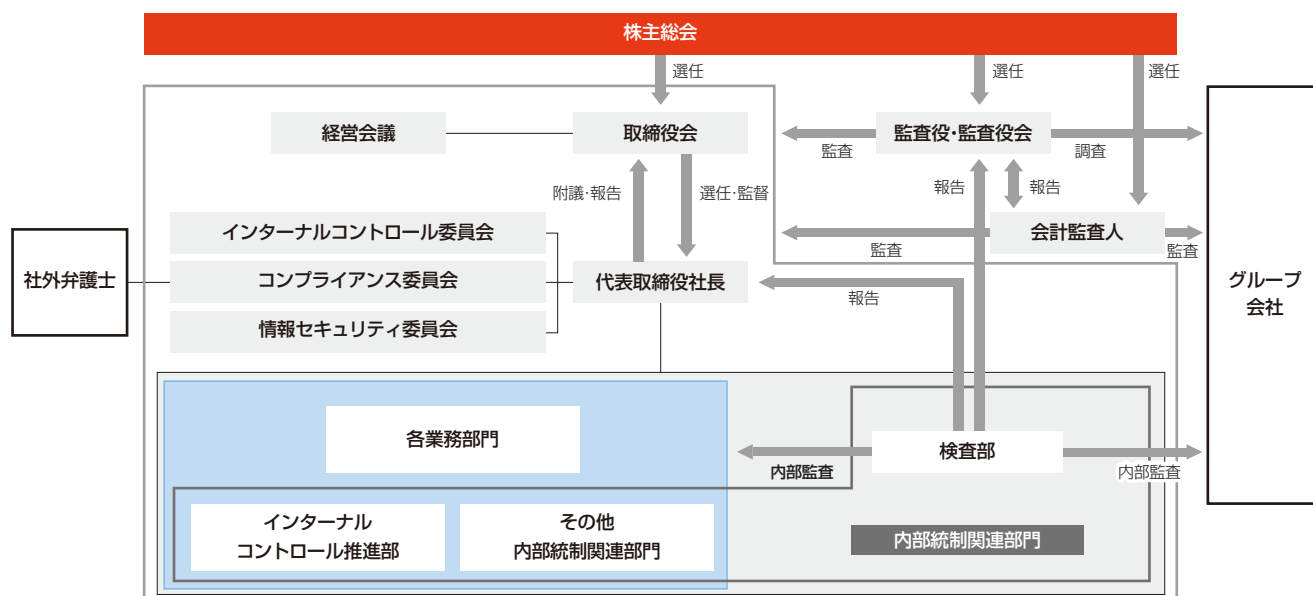 株主総会
選任
選任
選任
経営会議
取締役会
監査役・監査役会
監査
調査
附議・報告
選任・監督
報告
報告
インターナルコントロール委員会
会計監査人
監査
監査
社外弁護士
コンプライアンス委員会
代表取締役社長
報告
グループ
会社
情報セキュリティ委員会
各業務部門
検査部
内部監査
内部監査
インターナル
コントロール推進部
その他
内部統制関連部門
内部統制関連部門